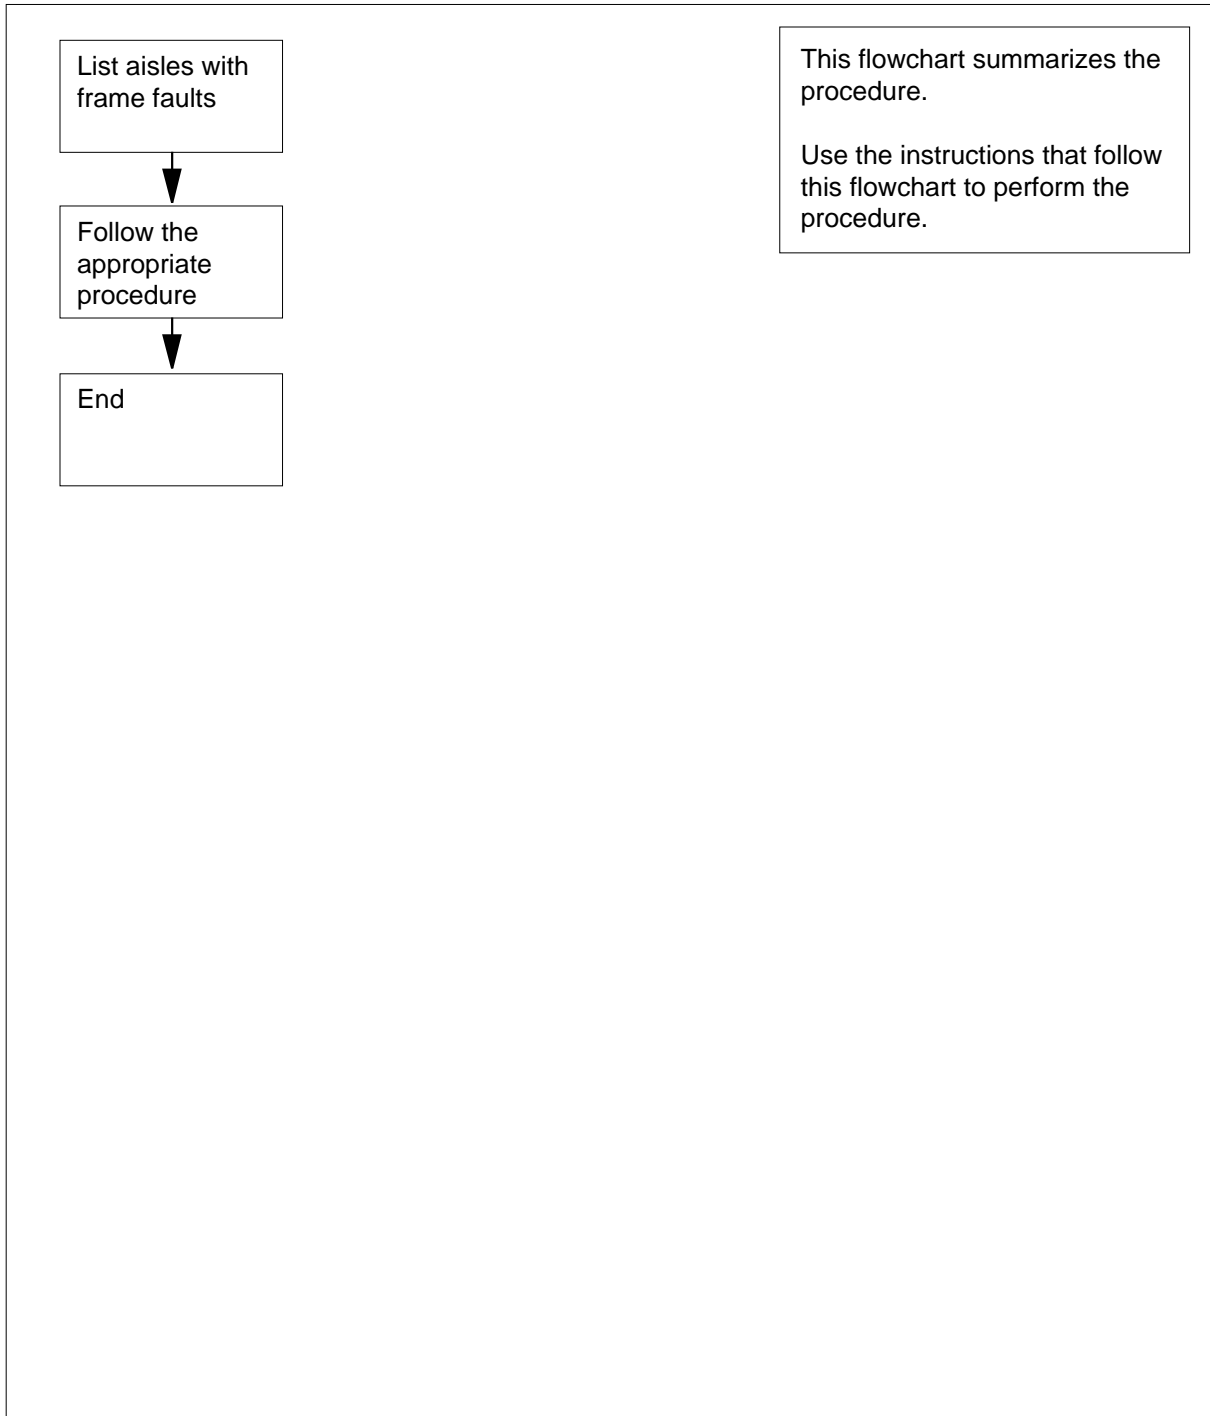 List aisles with
frame faults
Follow the
appropriate
procedure
End
This flowchart summarizes the
procedure.
Use the instructions that follow
this flowchart to perform the
procedure.